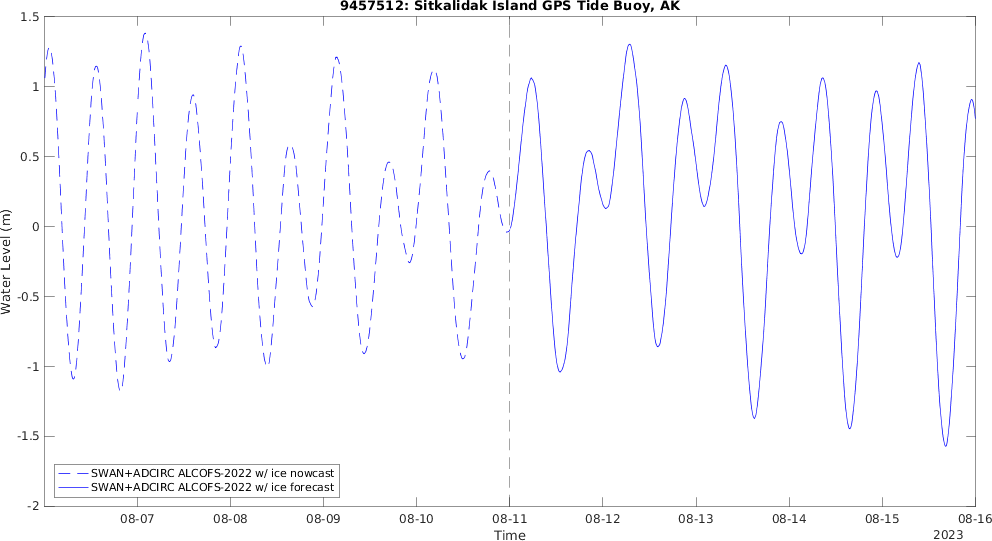 9457512: Sitkalidak Island GPS Tide Buoy, AK
1.5
1
0.5
0
-0.5
-1
-1.5
-2
Water Level (m)
SWAN+ADCIRC ALCOFS-2022 w/ ice nowcast
SWAN+ADCIRC ALCOFS-2022 w/ ice forecast
08-07 08-08 08-09 08-10 08-11 08-12 08-13 08-14 08-15 08-16
Time
2023